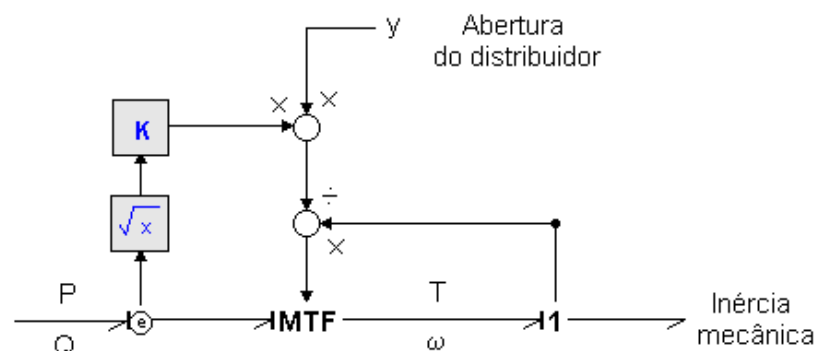 y
Abertura
do distribuidor
× ×
K
÷
√x
×
P
T
e
MTF
1
Q
ω
Inércia
mecânica